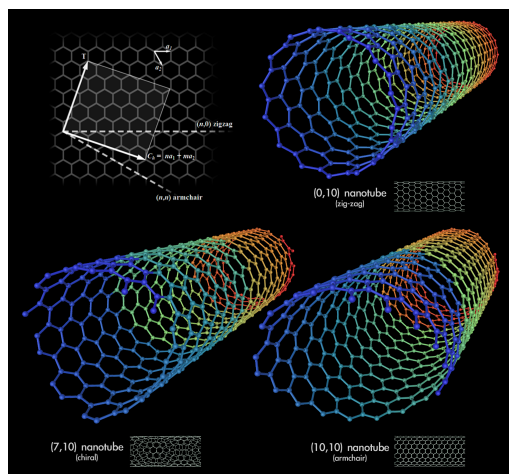 a1
T
a2
(n,0) zigzag
Ch = |na1 + ma2|
(n,n) armchair
(0,10) nanotube
(zig-zag)
(7,10) nanotube
(chiral)
(10,10) nanotube
(armchair)